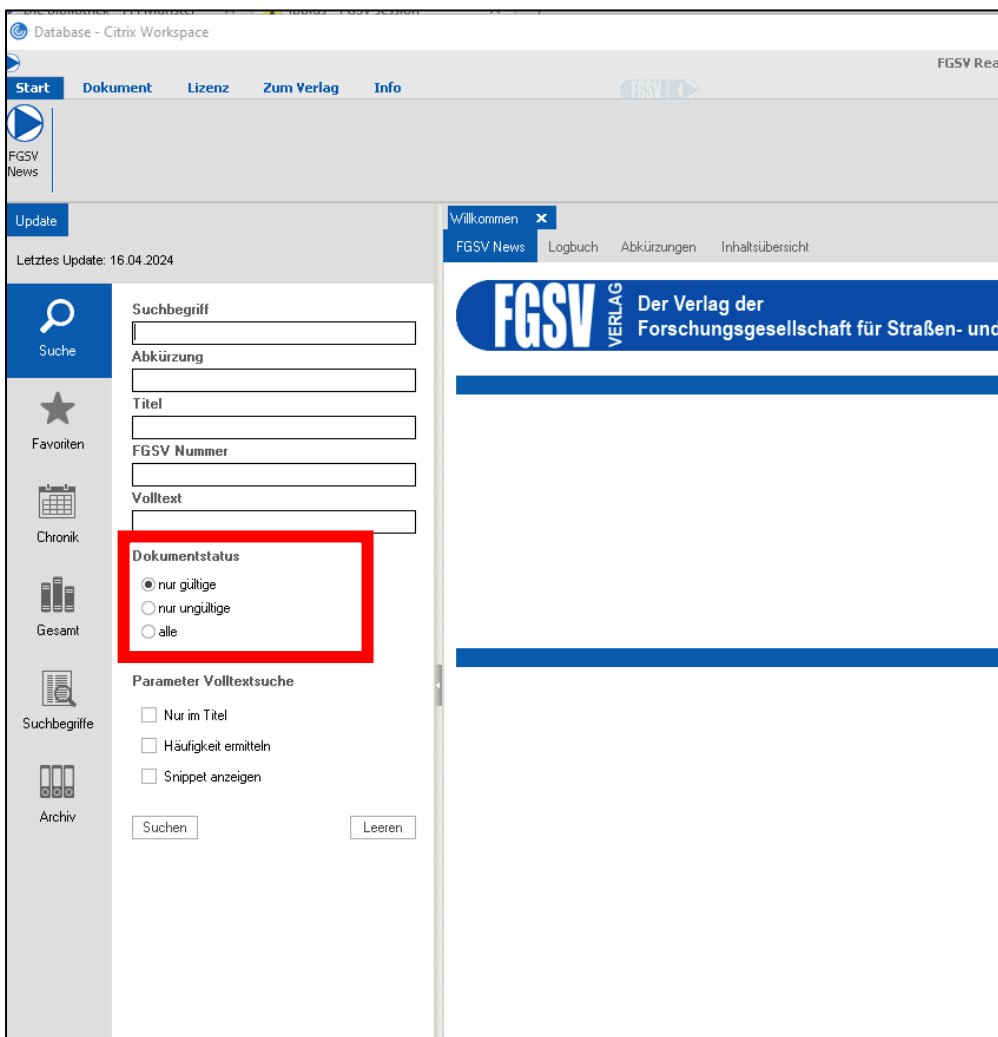 Database - Citrix Workspace
FGSV Rea
Start Dokument Lizenz Zum Verlag Info
FGSV
FGSV
News
Update
Letztes Update: 16.04.2024
Suche
Favoriten
Chronik
Gesamt
Suchbegriffe
Archiv
Suchbegriff
Abkürzung
Titel
FGSV Nummer
Volltext
Dokumentstatus
nur gültige
nur ungültige
alle
Parameter Volltextsuche
Nur im Titel
Häufigkeit ermitteln
Snippet anzeigen
Suchen Leeren
Willkommen
FGSV News Logbuch Abkürzungen Inhaltsübersicht
FGSV VERLAG
Der Verlag der
Forschungsgesellschaft für Straßen- und